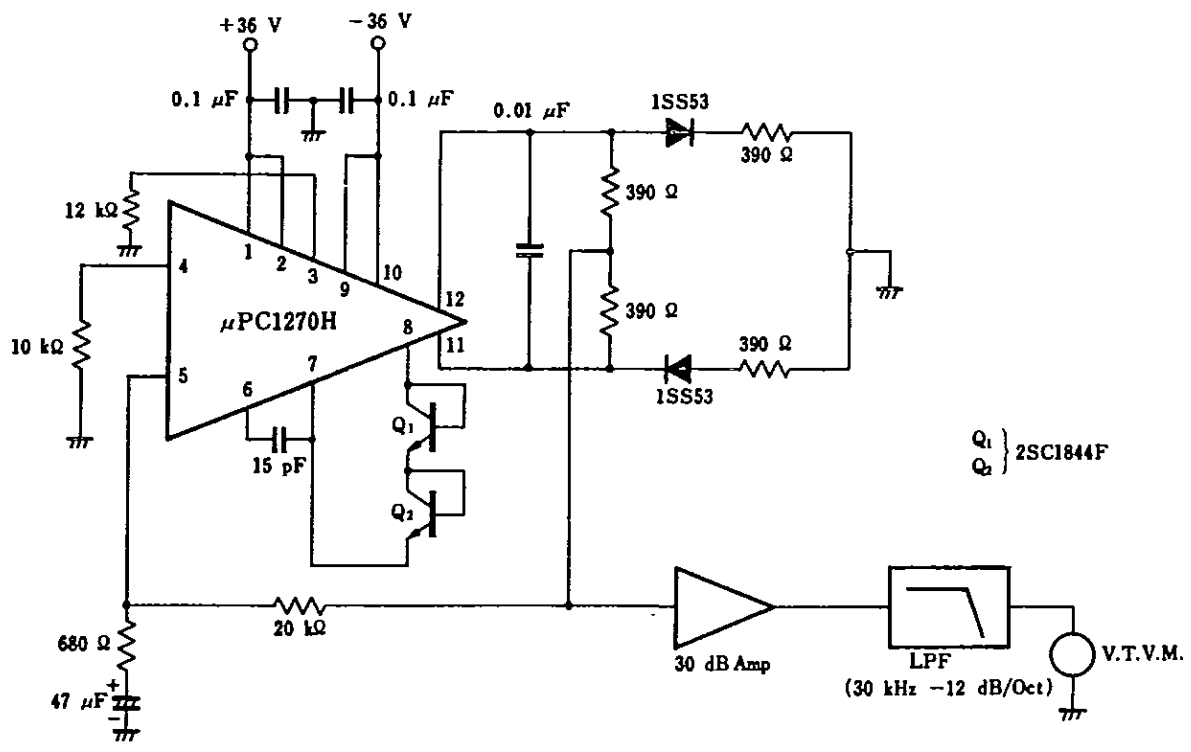 +36 V
−36 V
0.1 μF
0.1 μF
0.01 μF
1SS53
390 Ω
12 kΩ
390 Ω
1
2
3
9
10
4
12
μPC1270H
390 Ω
10 kΩ
8
11
390 Ω
5
7
6
1SS53
Q₁
15 pF
Q₁
Q₂
} 2SC1844F
Q₂
20 kΩ
680 Ω
30 dB Amp
LPF
V.T.V.M.
(30 kHz −12 dB/Oct)
+
47 μF
−